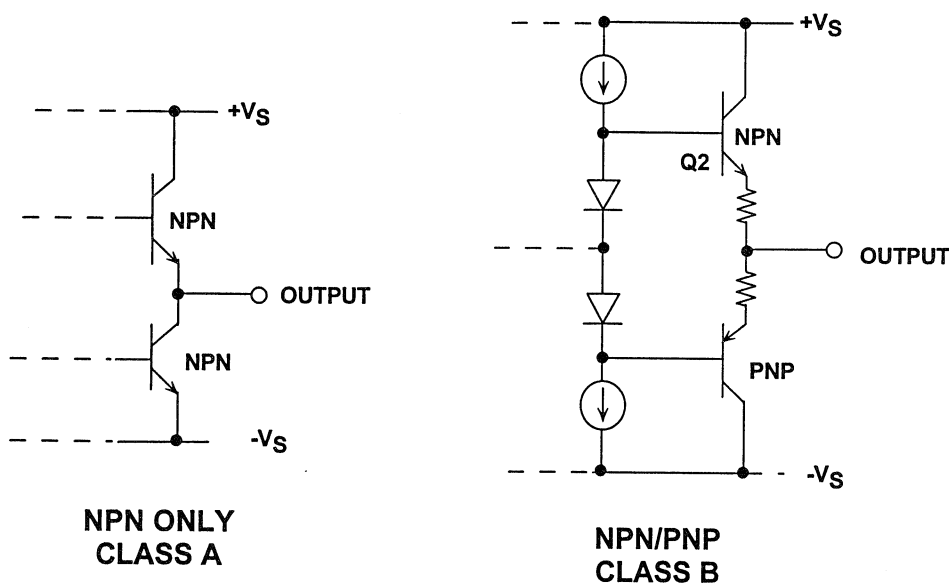 +VS
NPN
OUTPUT
NPN
-VS
NPN ONLY
CLASS A
+VS
NPN
Q2
OUTPUT
PNP
-VS
NPN/PNP
CLASS B